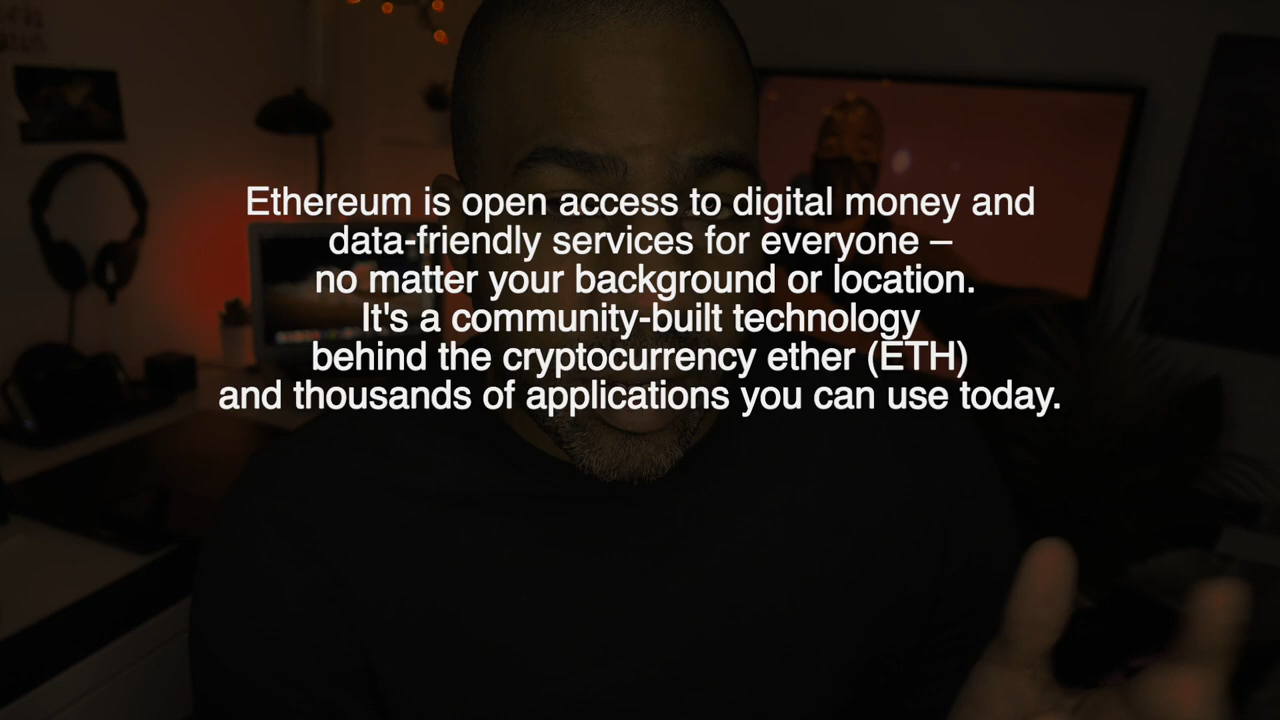 Ethereum is open access to digital money and
data-friendly services for everyone –
no matter your background or location.
It's a community-built technology
behind the cryptocurrency ether (ETH)
and thousands of applications you can use today.